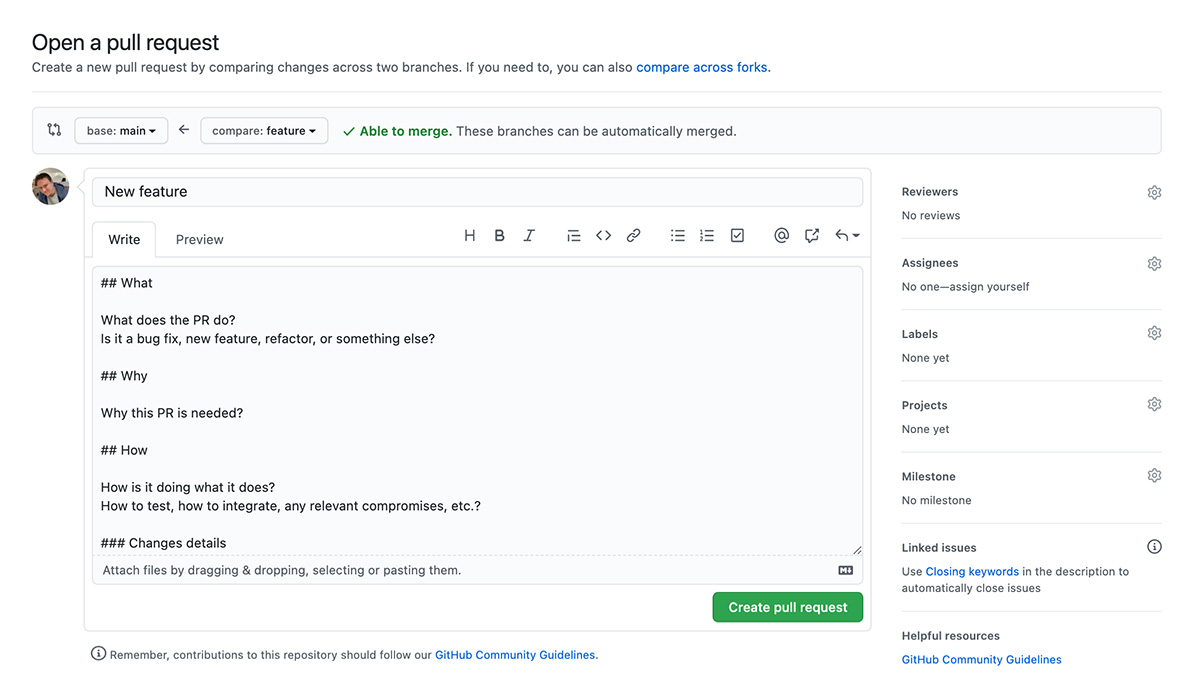 Open a pull request
Create a new pull request by comparing changes across two branches. If you need to, you can also compare across forks.
base: main
compare: feature
Able to merge. These branches can be automatically merged.
New feature
Write
Preview
## What
What does the PR do?
Is it a bug fix, new feature, refactor, or something else?
## Why
Why this PR is needed?
## How
How is it doing what it does?
How to test, how to integrate, any relevant compromises, etc.?
### Changes details
Attach files by dragging & dropping, selecting or pasting them.
Create pull request
Remember, contributions to this repository should follow our GitHub Community Guidelines.
Reviewers
No reviews
Assignees
No one—assign yourself
Labels
None yet
Projects
None yet
Milestone
No milestone
Linked issues
Use Closing keywords in the description to
automatically close issues
Helpful resources
GitHub Community Guidelines